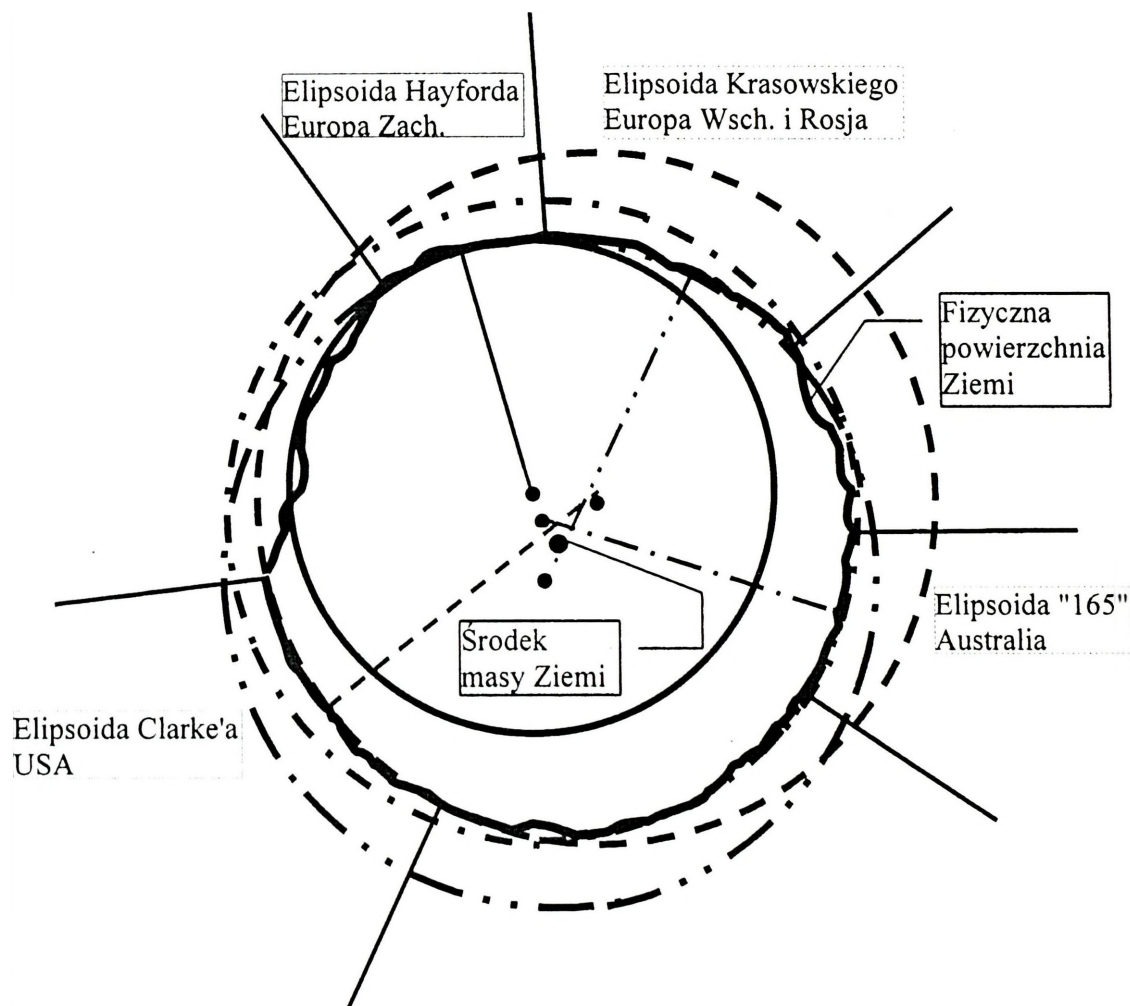 Elipsoida Hayforda
Europa Zach.
Elipsoida Krasowskiego
Europa Wsch. i Rosja
Fizyczna
powierzchnia
Ziemi
Elipsoida "165"
Australia
Środek
masy Ziemi
Elipsoida Clarke'a
USA